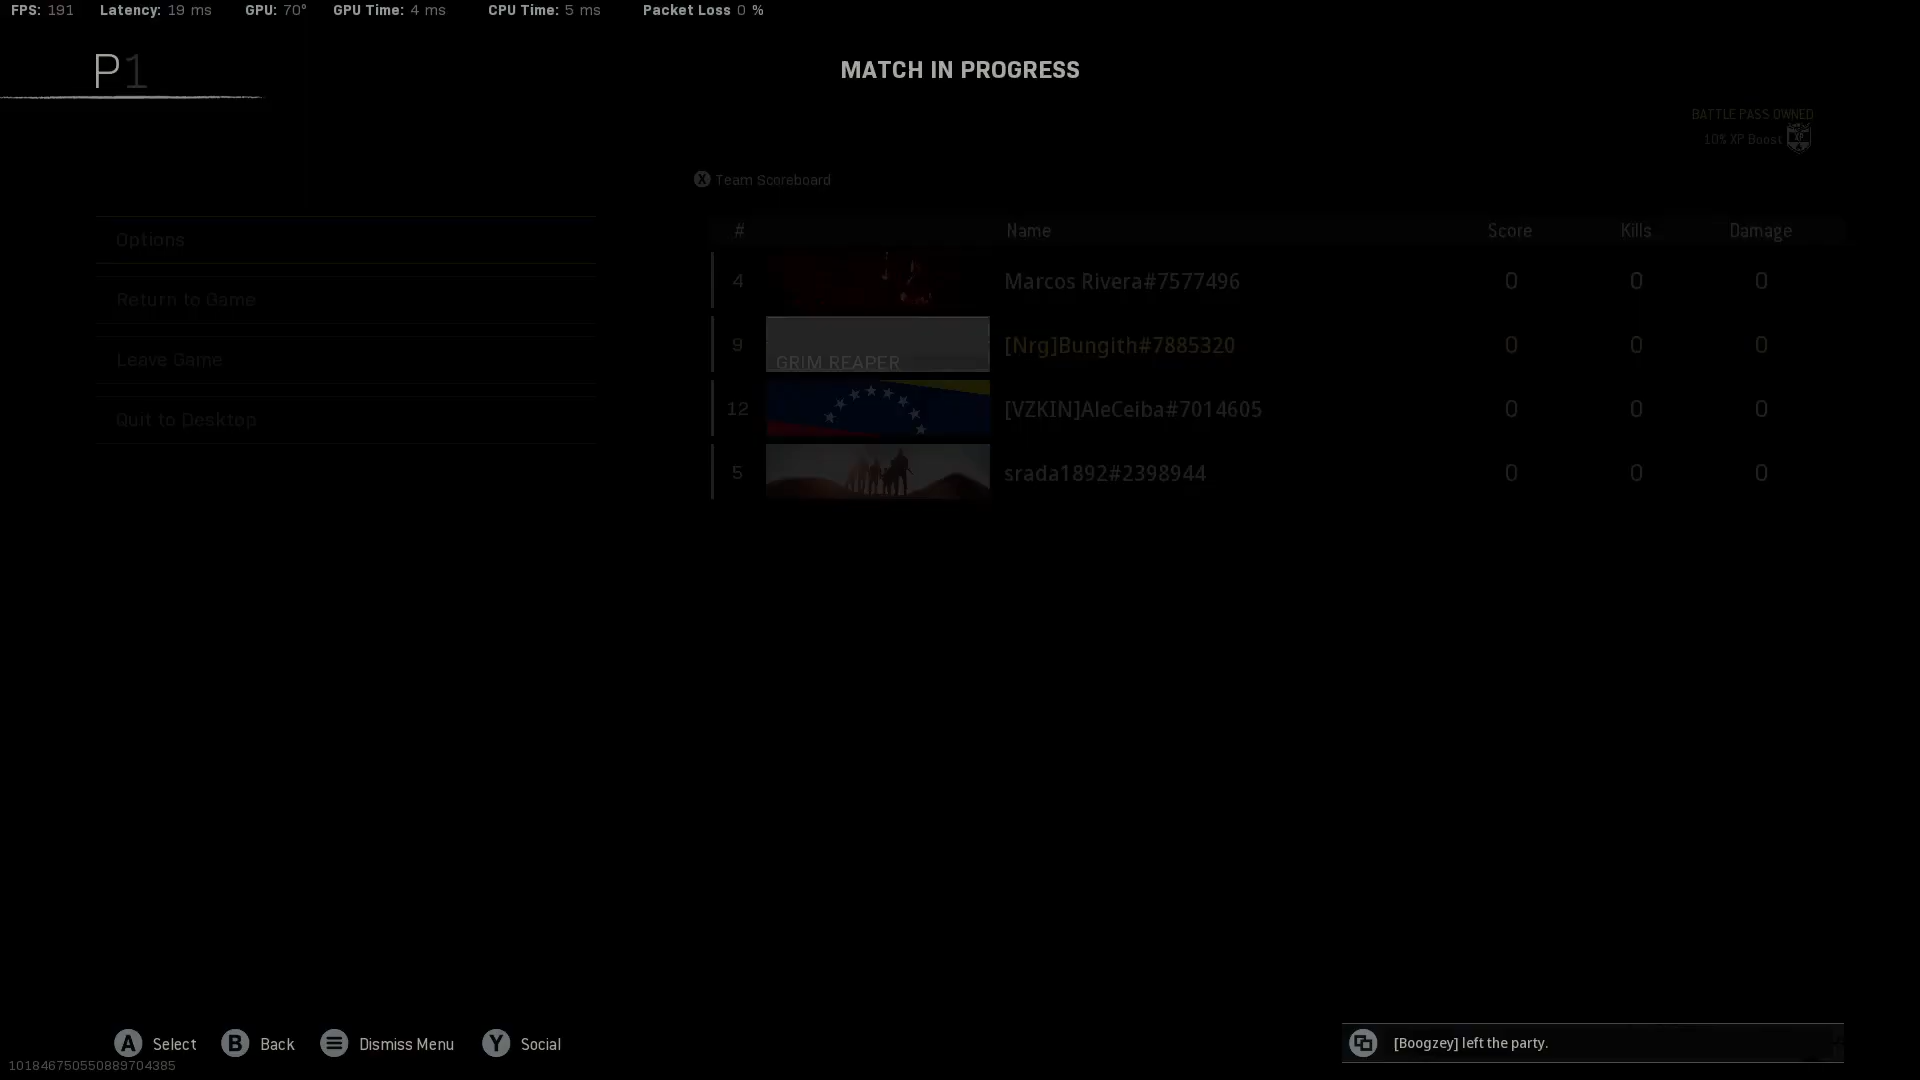 FPS: 191 Latency: 19 ms GPU: 70° GPU Time: 4 ms CPU Time: 5 ms Packet Loss 0 %
P1
MATCH IN PROGRESS
BATTLE PASS OWNED
10% XP Boost XP
X Team Scoreboard
Options
Return to Game
Leave Game
Quit to Desktop
# Name Score Kills Damage
4 Marcos Rivera#7577496 0 0 0
9 GRIM REAPER [Nrg]Bungith#7885320 0 0 0
12 [VZKIN]AleCeiba#7014605 0 0 0
5 srada1892#2398944 0 0 0
A Select B Back Dismiss Menu Y Social
[Boogzey] left the party.
101846750550889704385